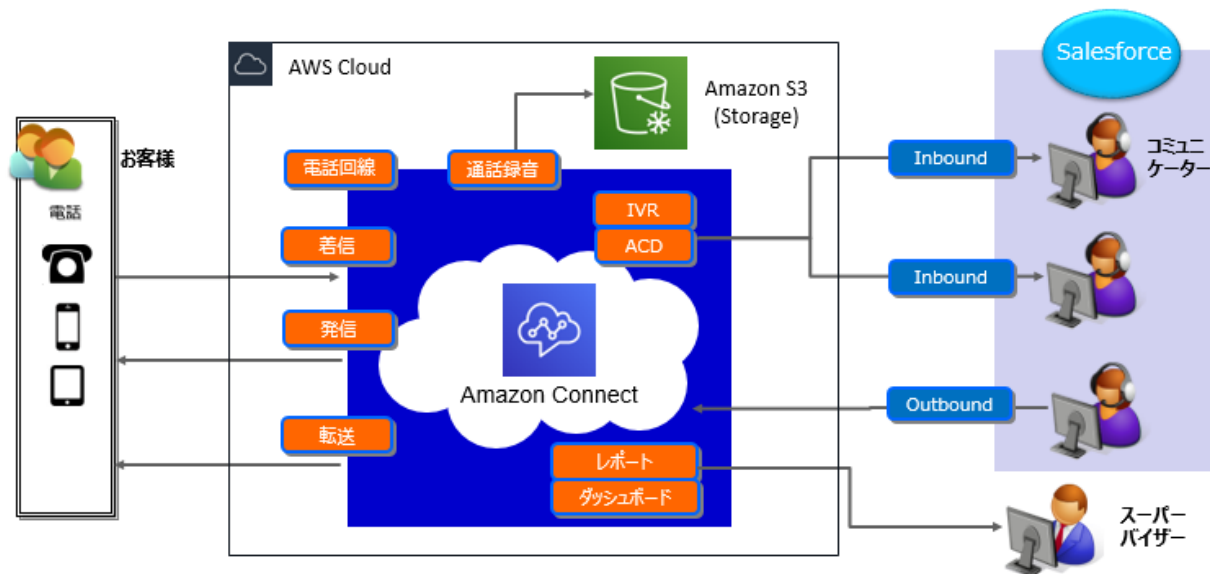 AWS Cloud
Amazon S3
(Storage)
Salesforce
お客様
電話
電話回線
通話録音
IVR
ACD
着信
発信
転送
Amazon Connect
レポート
ダッシュボード
Inbound
コミュニ
ケーター
Inbound
Outbound
スーパー
バイザー